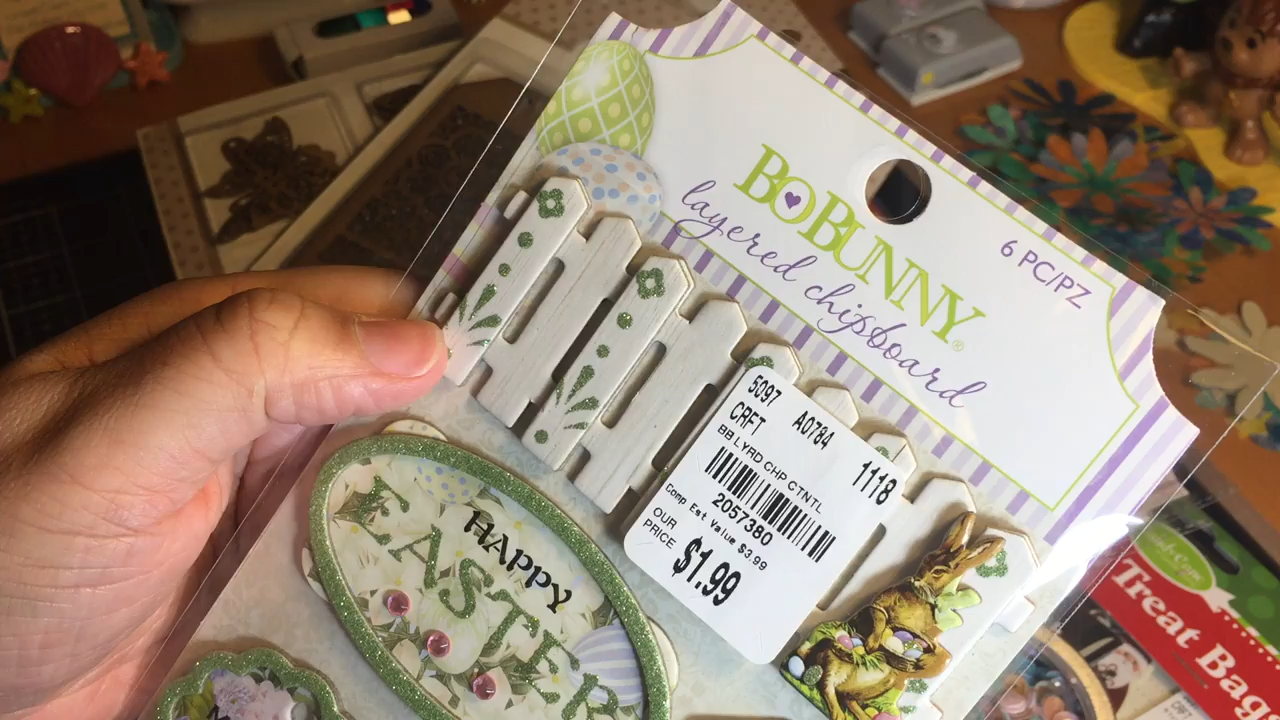 BOBUNNY®
layered chipboard
6 PC/PZ
5097 A0784
CRFT 1118
BB LYRD CHP CTNTL
2057380
Comp Est Value $3.99
OUR
PRICE $1.99
HAPPY
EASTER
Treat Bag